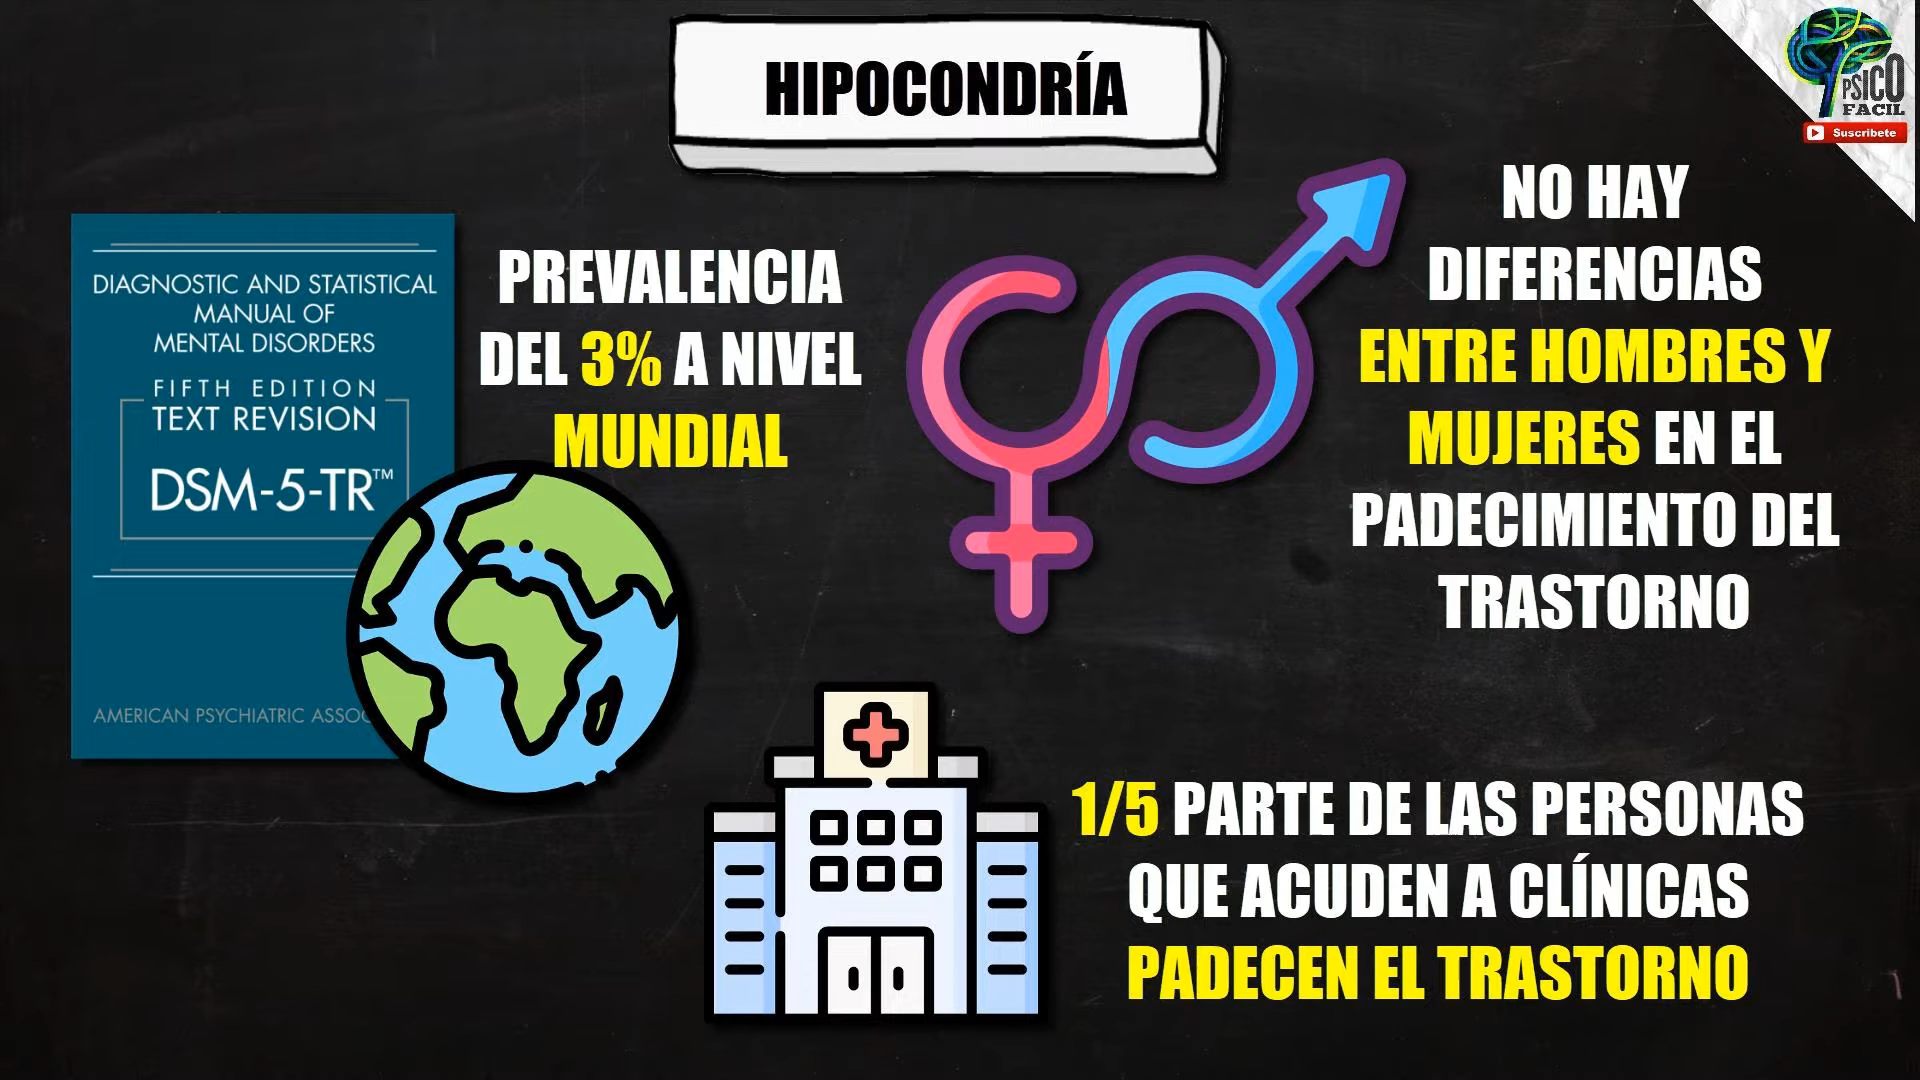 HIPOCONDRÍA
PSICO
FACIL
Suscribete
DIAGNOSTIC AND STATISTICAL
MANUAL OF
MENTAL DISORDERS
FIFTH EDITION
TEXT REVISION
DSM-5-TR™
AMERICAN PSYCHIATRIC ASSOC
PREVALENCIA
DEL 3% A NIVEL
MUNDIAL
NO HAY
DIFERENCIAS
ENTRE HOMBRES Y
MUJERES EN EL
PADECIMIENTO DEL
TRASTORNO
1/5 PARTE DE LAS PERSONAS
QUE ACUDEN A CLÍNICAS
PADECEN EL TRASTORNO